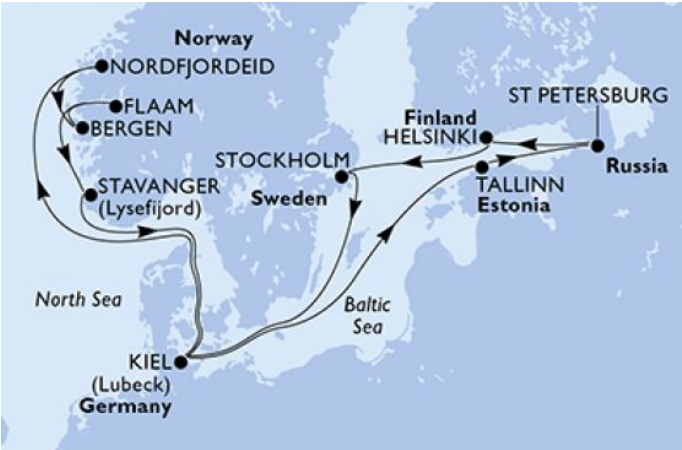 Norway
NORDFJORDEID
FLAAM
BERGEN
ST PETERSBURG
Finland
HELSINKI
Russia
STOCKHOLM
Sweden
TALLINN
Estonia
STAVANGER
(Lysefijord)
North Sea
Baltic
Sea
KIEL
(Lubeck)
Germany